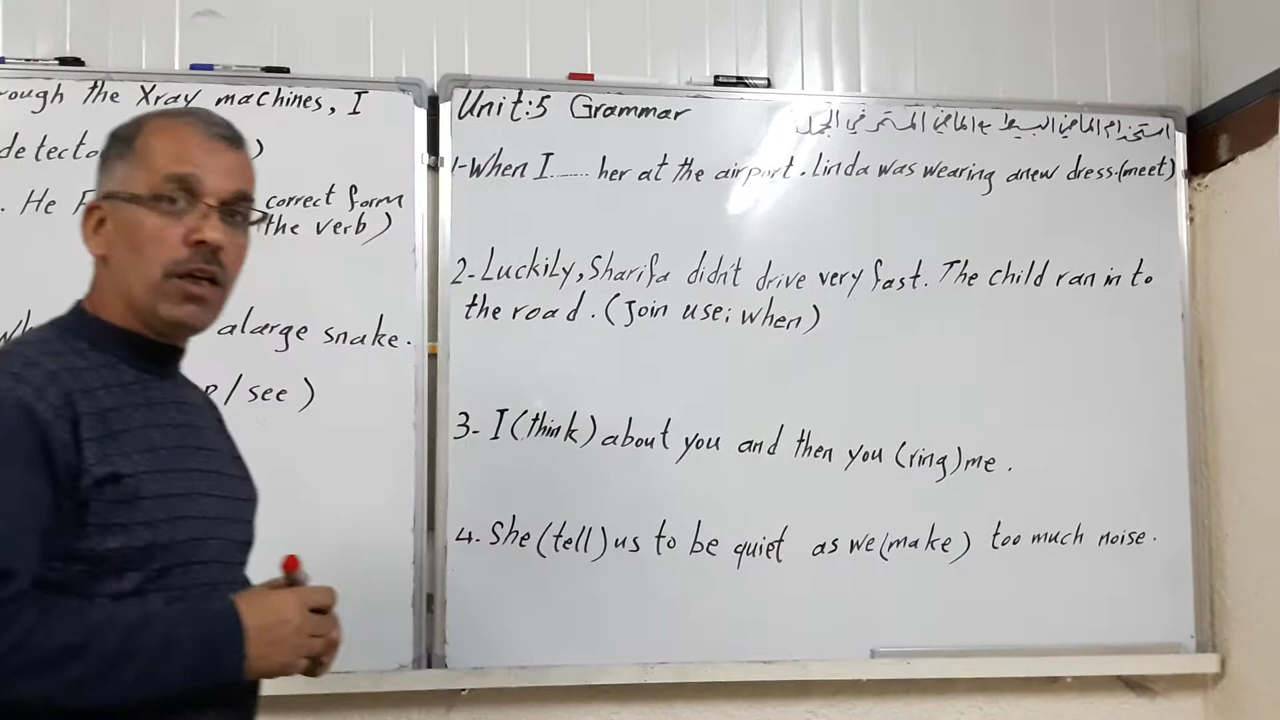 rough the Xray machines, I
detecto )
. He F correct form
the verb)
wh alarge snake.
/ see )
Unit:5 Grammar
استخدام الماضي البسيط و الماضي المستمر في الجمل
1-When I...... her at the airport. Linda was wearing anew dress.(meet)
2-Luckily, Sharifa didn't drive very fast. The child ran in to
the road. (Join use; when)
3- I (think) about you and then you (ring) me.
4. She (tell) us to be quiet as we (make) too much noise.